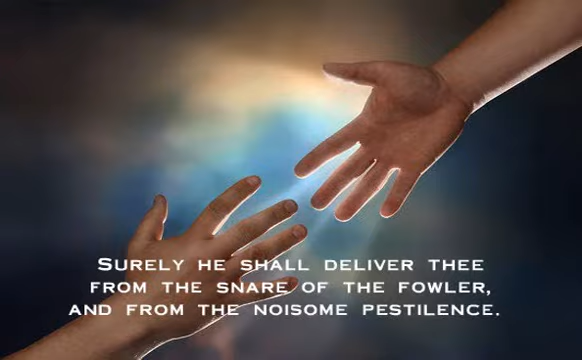 Surely he shall deliver thee
from the snare of the fowler,
and from the noisome pestilence.